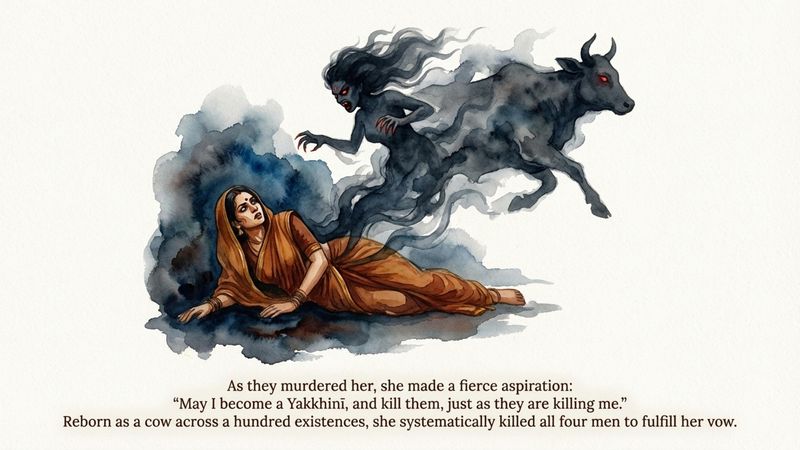 As they murdered her, she made a fierce aspiration:
“May I become a Yakkhinī, and kill them, just as they are killing me.”
Reborn as a cow across a hundred existences, she systematically killed all four men to fulfill her vow.